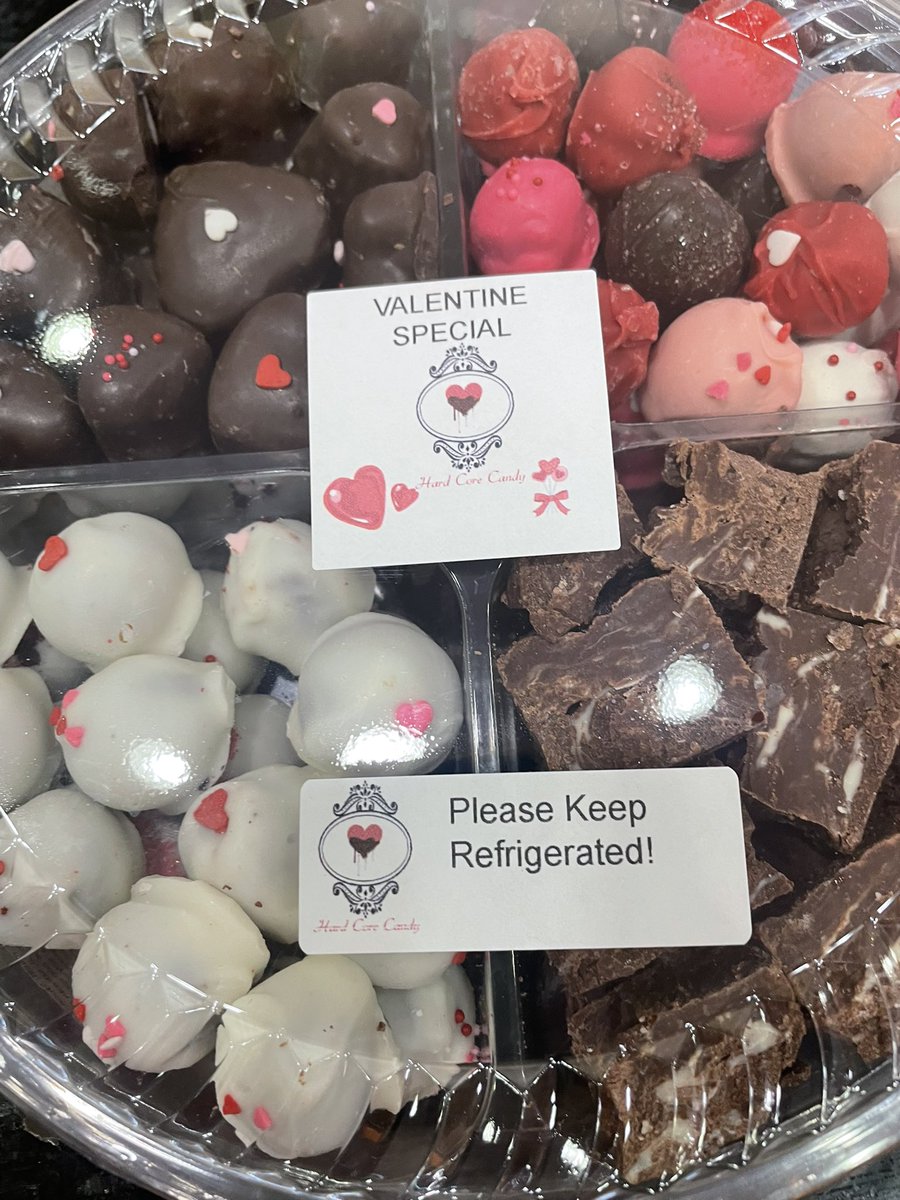 VALENTINE
SPECIAL
Hard Core Candy
Please Keep
Refrigerated!
Hard Core Candy